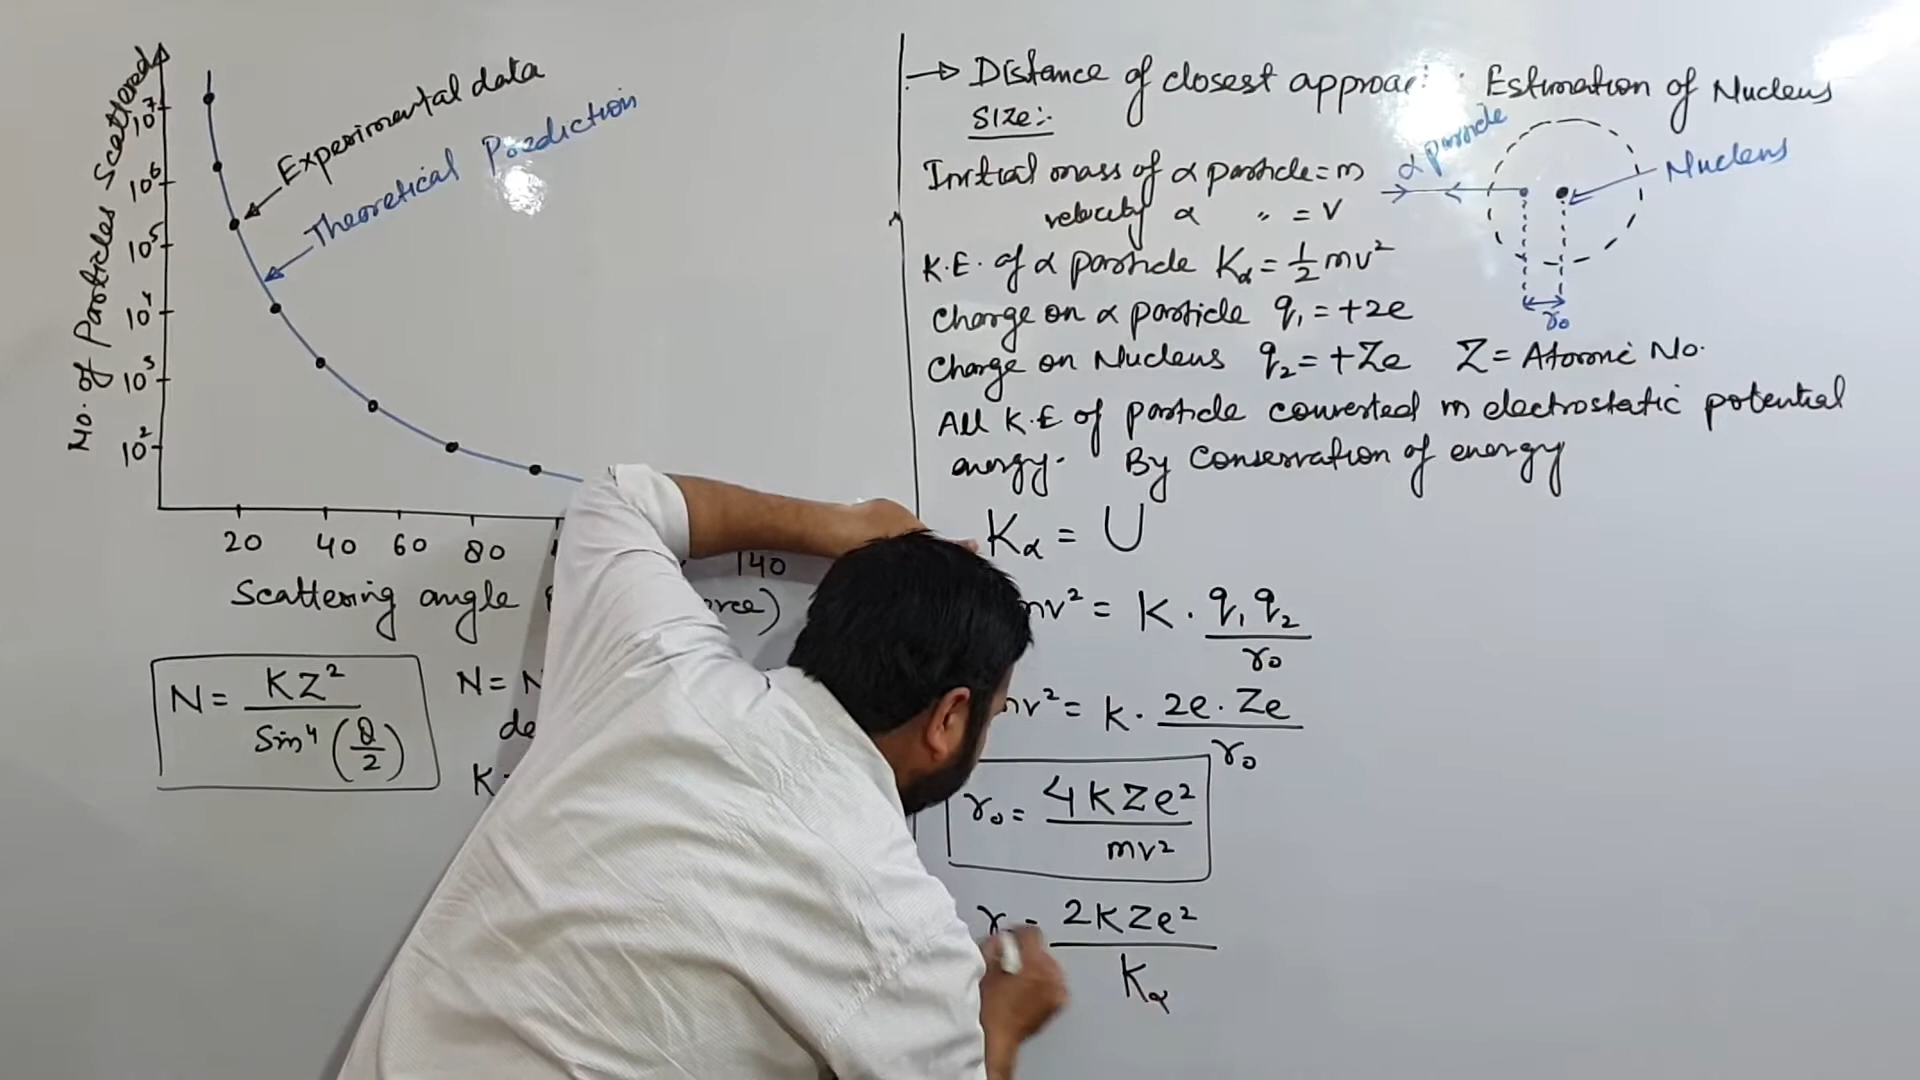 No. of Particles Scattered
10⁷
10⁶
10⁵
10⁴
10³
10²
20 40 60 80 140
Experimental data
Theoretical Prediction
Scattering angle
N = KZ² / Sin⁴(θ/2)
N = N
de
K
→ Distance of closest Estimation of Nucleus
Size:-
Initial mass of α particle = m
velocity α " = v
K.E. of α particle Kα = 1/2 mv²
Charge on α particle q₁ = +2e
Charge on Nucleus q₂ = +Ze Z = Atomic No.
All K.E of particle converted in electrostatic potential
energy. By Conservation of energy
α particle
Nucleus
r₀
Kα = U
mv² = K · q₁q₂ / r₀
mv² = K · 2e · Ze / r₀
r₀ = 4KZe² / mv²
r = 2KZe² / Kα